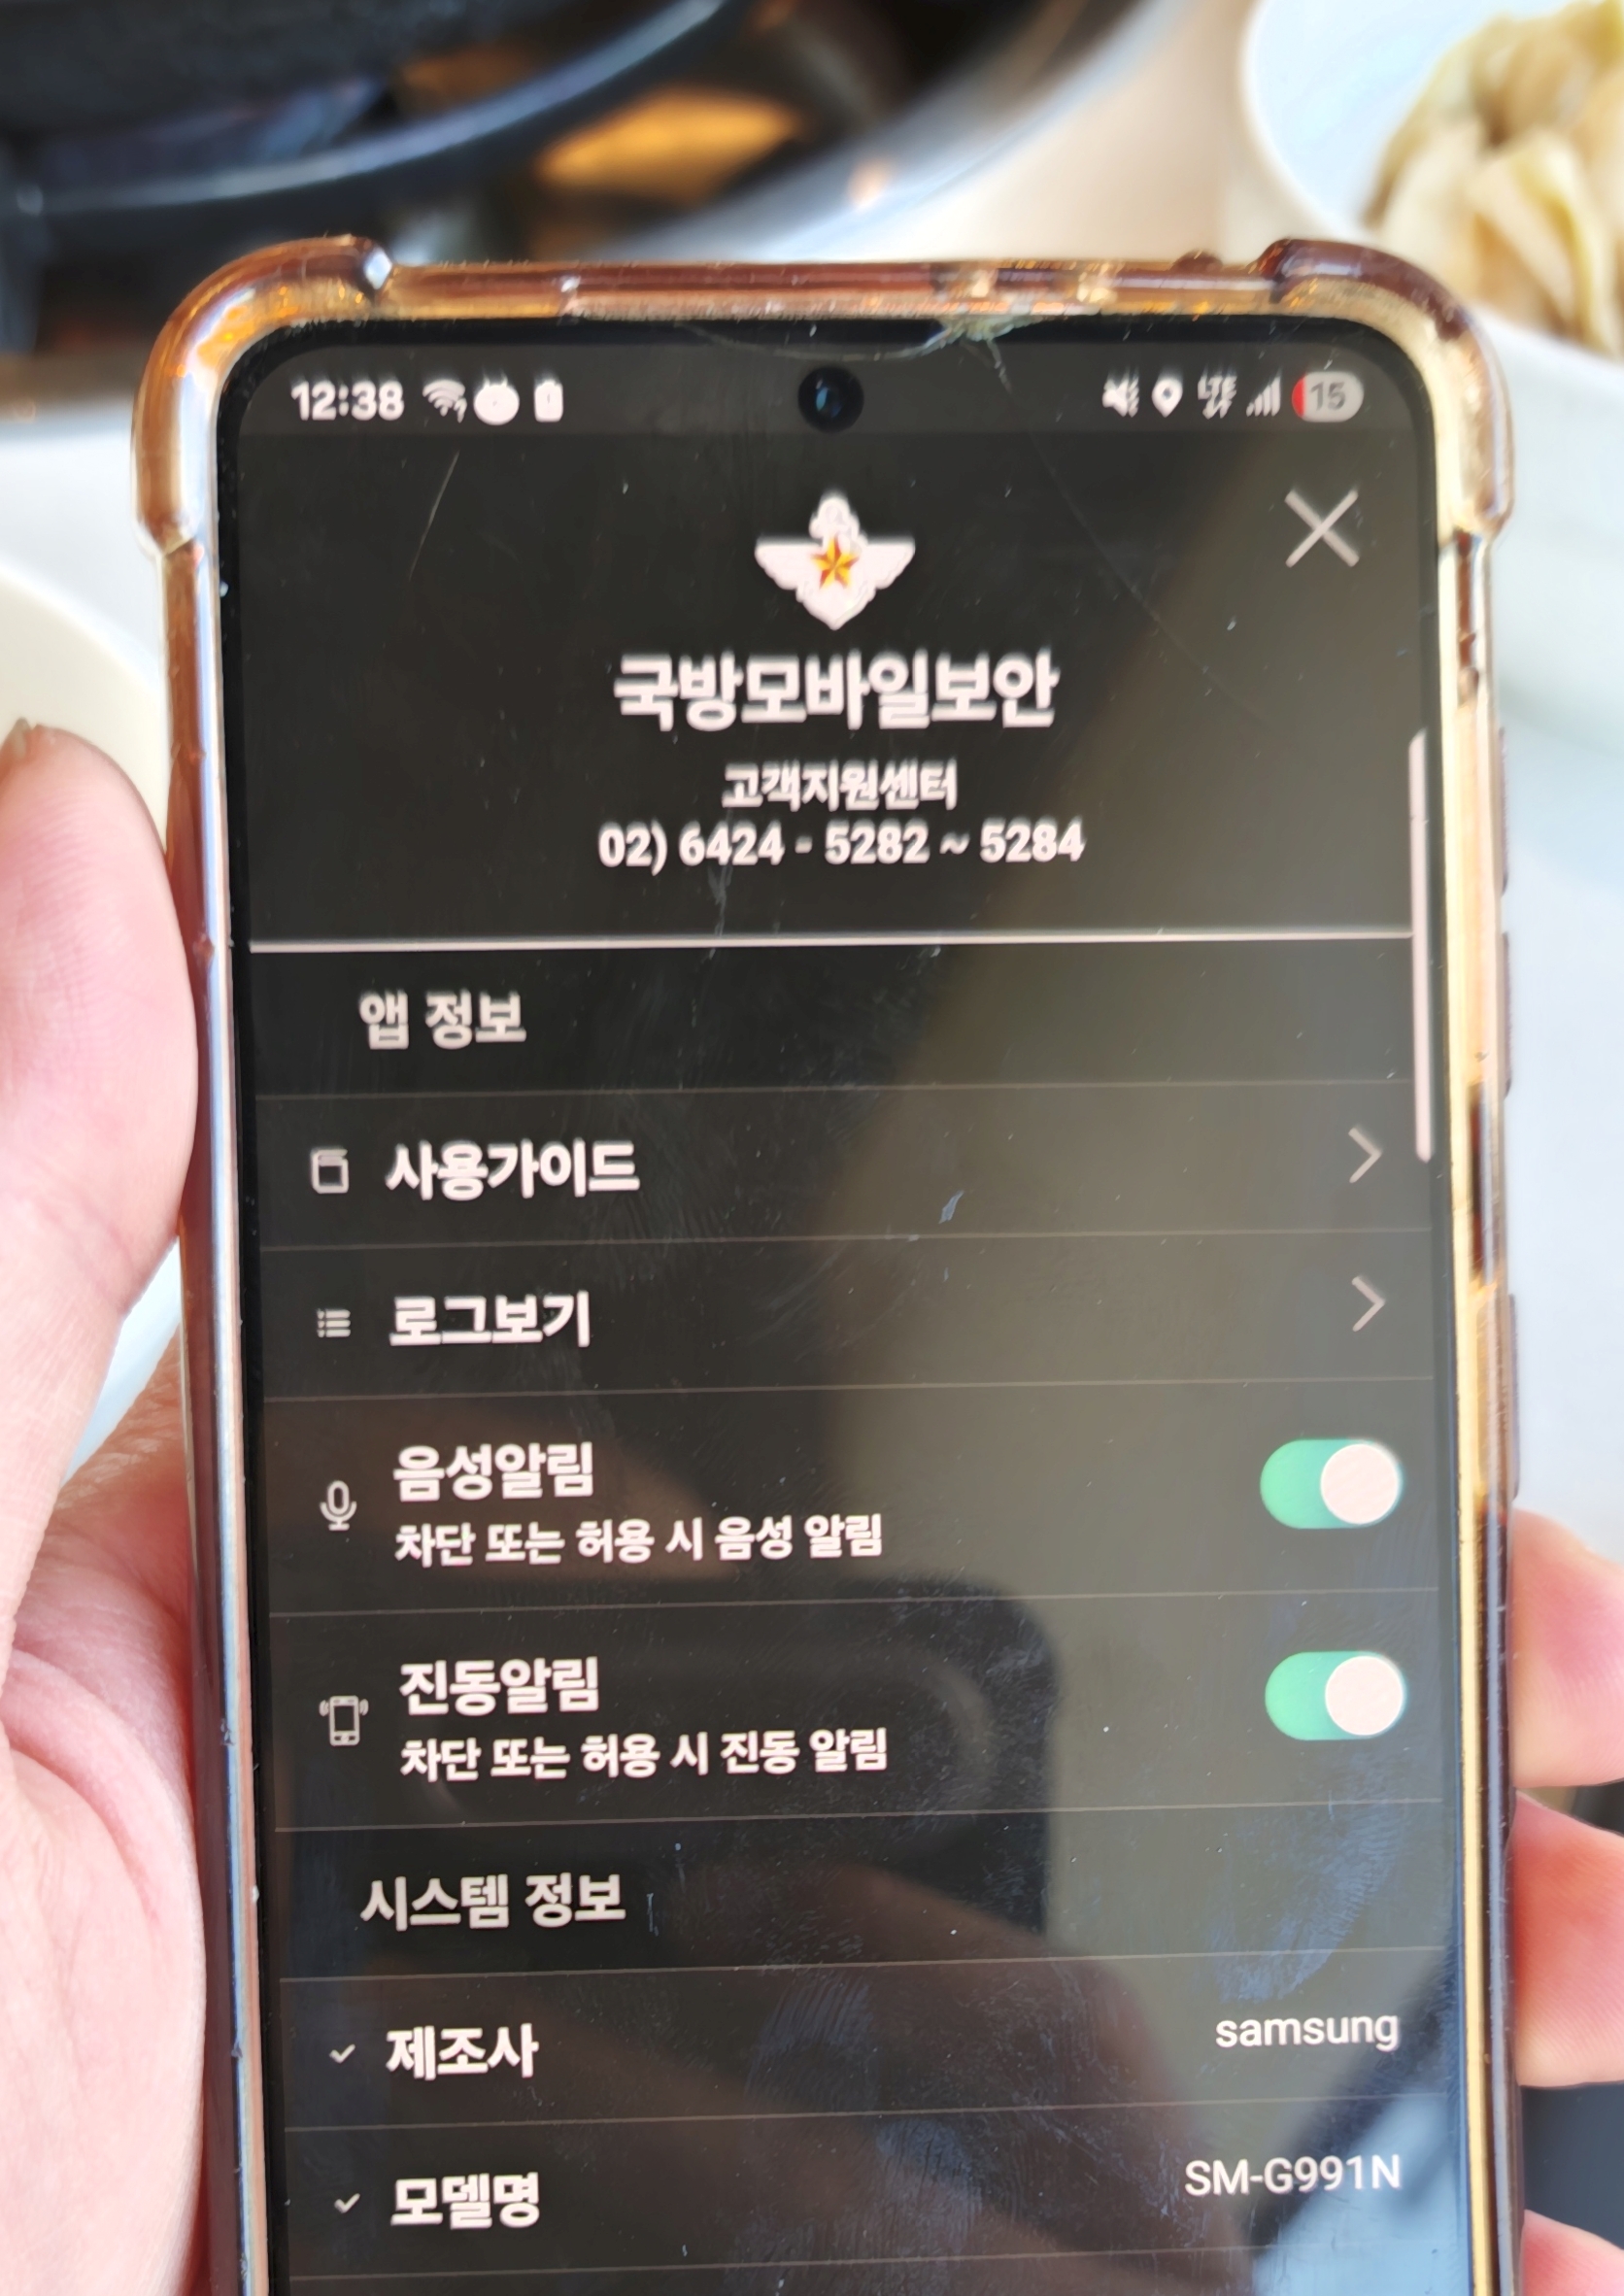 12:38
LTE
15
국방모바일보안
고객지원센터
02) 6424 - 5282 ~ 5284
앱 정보
사용가이드
로그보기
음성알림
차단 또는 허용 시 음성 알림
진동알림
차단 또는 허용 시 진동 알림
시스템 정보
제조사
samsung
모델명
SM-G991N